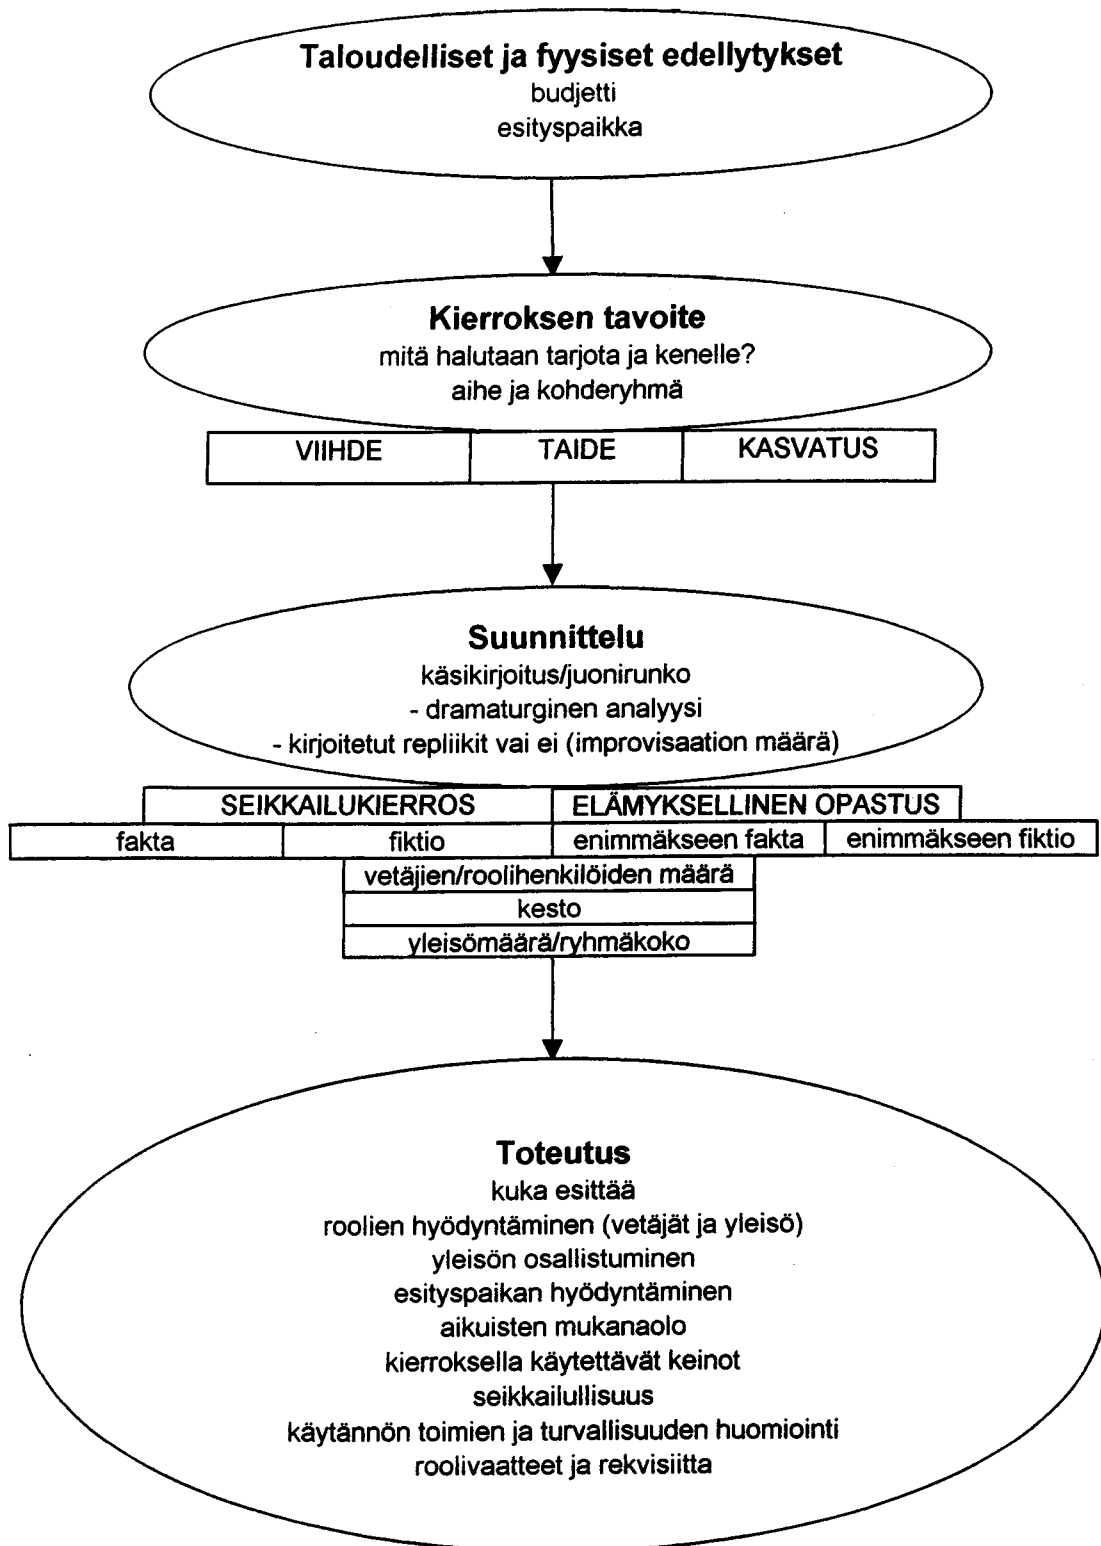 Taloudelliset ja fyysiset edellytykset
budjetti
esityspaikka
Kierroksen tavoite
mitä halutaan tarjota ja kenelle?
aihe ja kohderyhmä
VIIHDE TAIDE KASVATUS
Suunnittelu
käsikirjoitus/juonirunko
- dramaturginen analyysi
- kirjoitetut repliikit vai ei (improvisaation määrä)
SEIKKAILUKIERROS ELÄMYKSELLINEN OPASTUS
fakta fiktio enimmäkseen fakta enimmäkseen fiktio
vetäjien/roolihenkilöiden määrä
kesto
yleisömäärä/ryhmäkoko
Toteutus
kuka esittää
roolien hyödyntäminen (vetäjät ja yleisö)
yleisön osallistuminen
esityspaikan hyödyntäminen
aikuisten mukanaolo
kierroksella käytettävät keinot
seikkailullisuus
käytännön toimien ja turvallisuuden huomiointi
roolivaatteet ja rekvisiitta